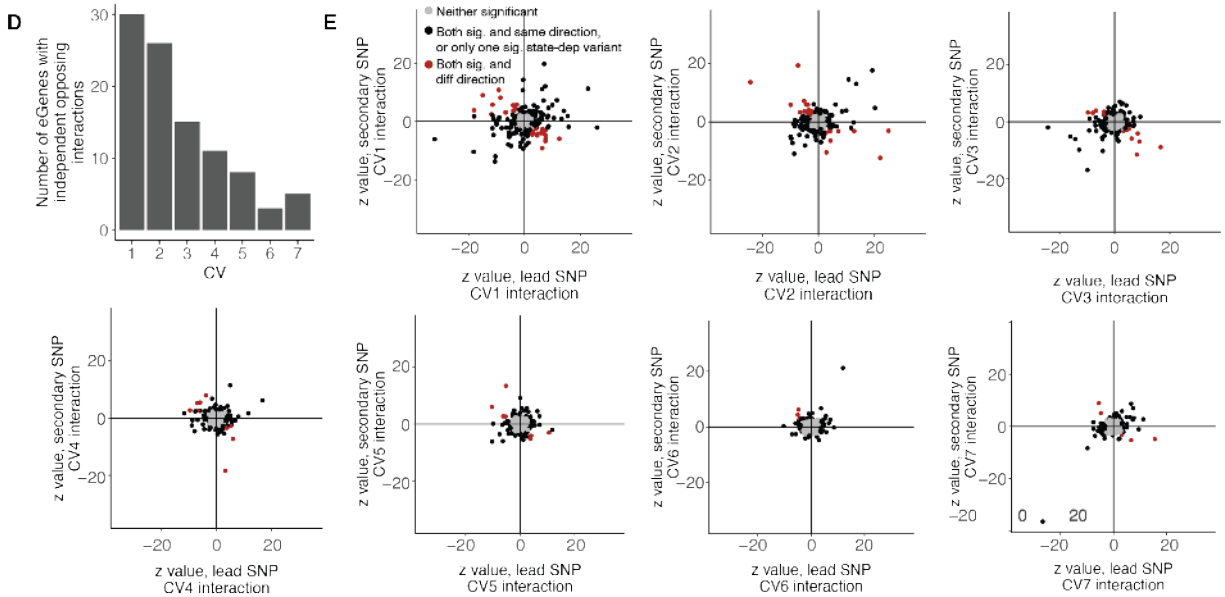 D
Number of eGenes with
independent opposing
interactions
30
20
10
0
1 2 3 4 5 6 7
CV
E
Neither significant
Both sig. and same direction,
or only one sig. state-dep variant
Both sig. and
diff direction
z value, secondary SNP
CV1 interaction
20
0
−20
−20 0 20
z value, lead SNP
CV1 interaction
z value, secondary SNP
CV2 interaction
20
0
−20
−20 0 20
z value, lead SNP
CV2 interaction
z value, secondary SNP
CV3 interaction
20
0
−20
−20 0 20
z value, lead SNP
CV3 interaction
z value, secondary SNP
CV4 interaction
20
0
−20
−20 0 20
z value, lead SNP
CV4 interaction
z value, secondary SNP
CV5 interaction
20
0
−20
−20 0 20
z value, lead SNP
CV5 interaction
z value, secondary SNP
CV6 interaction
20
0
−20
−20 0 20
z value, lead SNP
CV6 interaction
z value, secondary SNP
CV7 interaction
20
0
−20
−20 0 20
−20 0 20
z value, lead SNP
CV7 interaction